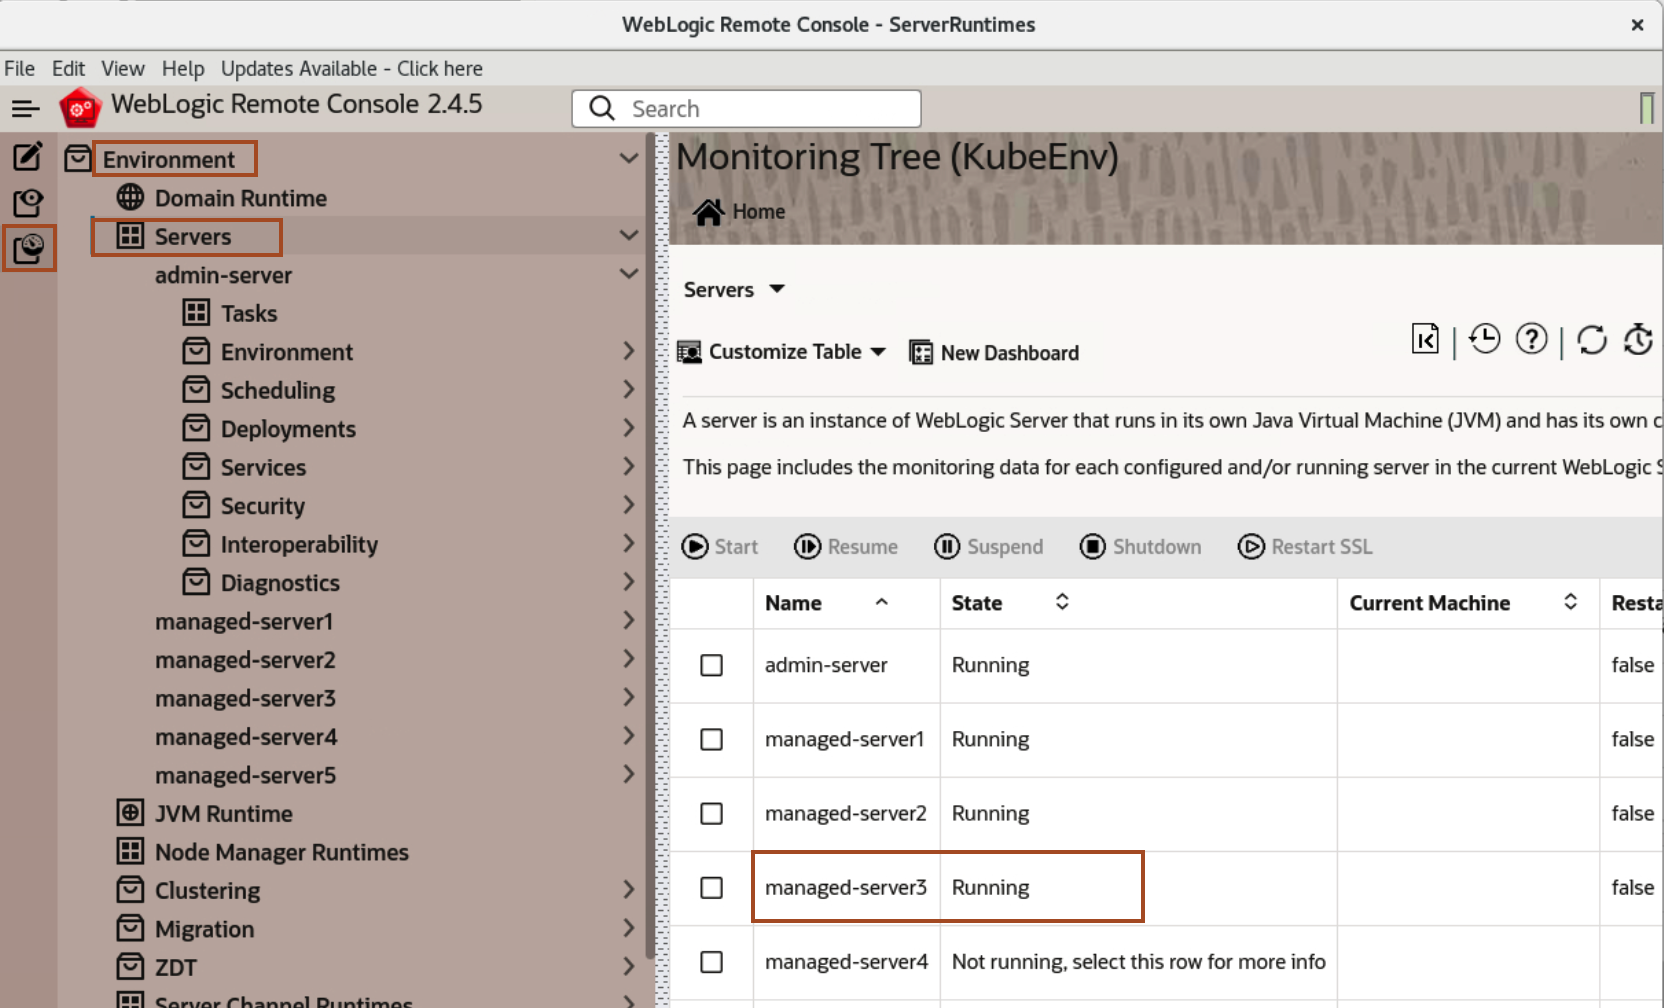 WebLogic Remote Console - ServerRuntimes
File Edit View Help Updates Available - Click here
WebLogic Remote Console 2.4.5
Search
Environment
Domain Runtime
Servers
admin-server
Tasks
Environment
Scheduling
Deployments
Services
Security
Interoperability
Diagnostics
managed-server1
managed-server2
managed-server3
managed-server4
managed-server5
JVM Runtime
Node Manager Runtimes
Clustering
Migration
ZDT
Server Channel Runtimes
Monitoring Tree (KubeEnv)
Home
Servers
Customize Table New Dashboard
A server is an instance of WebLogic Server that runs in its own Java Virtual Machine (JVM) and has its own c
This page includes the monitoring data for each configured and/or running server in the current WebLogic S
Start Resume Suspend Shutdown Restart SSL
Name State Current Machine Resta
admin-server Running false
managed-server1 Running false
managed-server2 Running false
managed-server3 Running false
managed-server4 Not running, select this row for more info